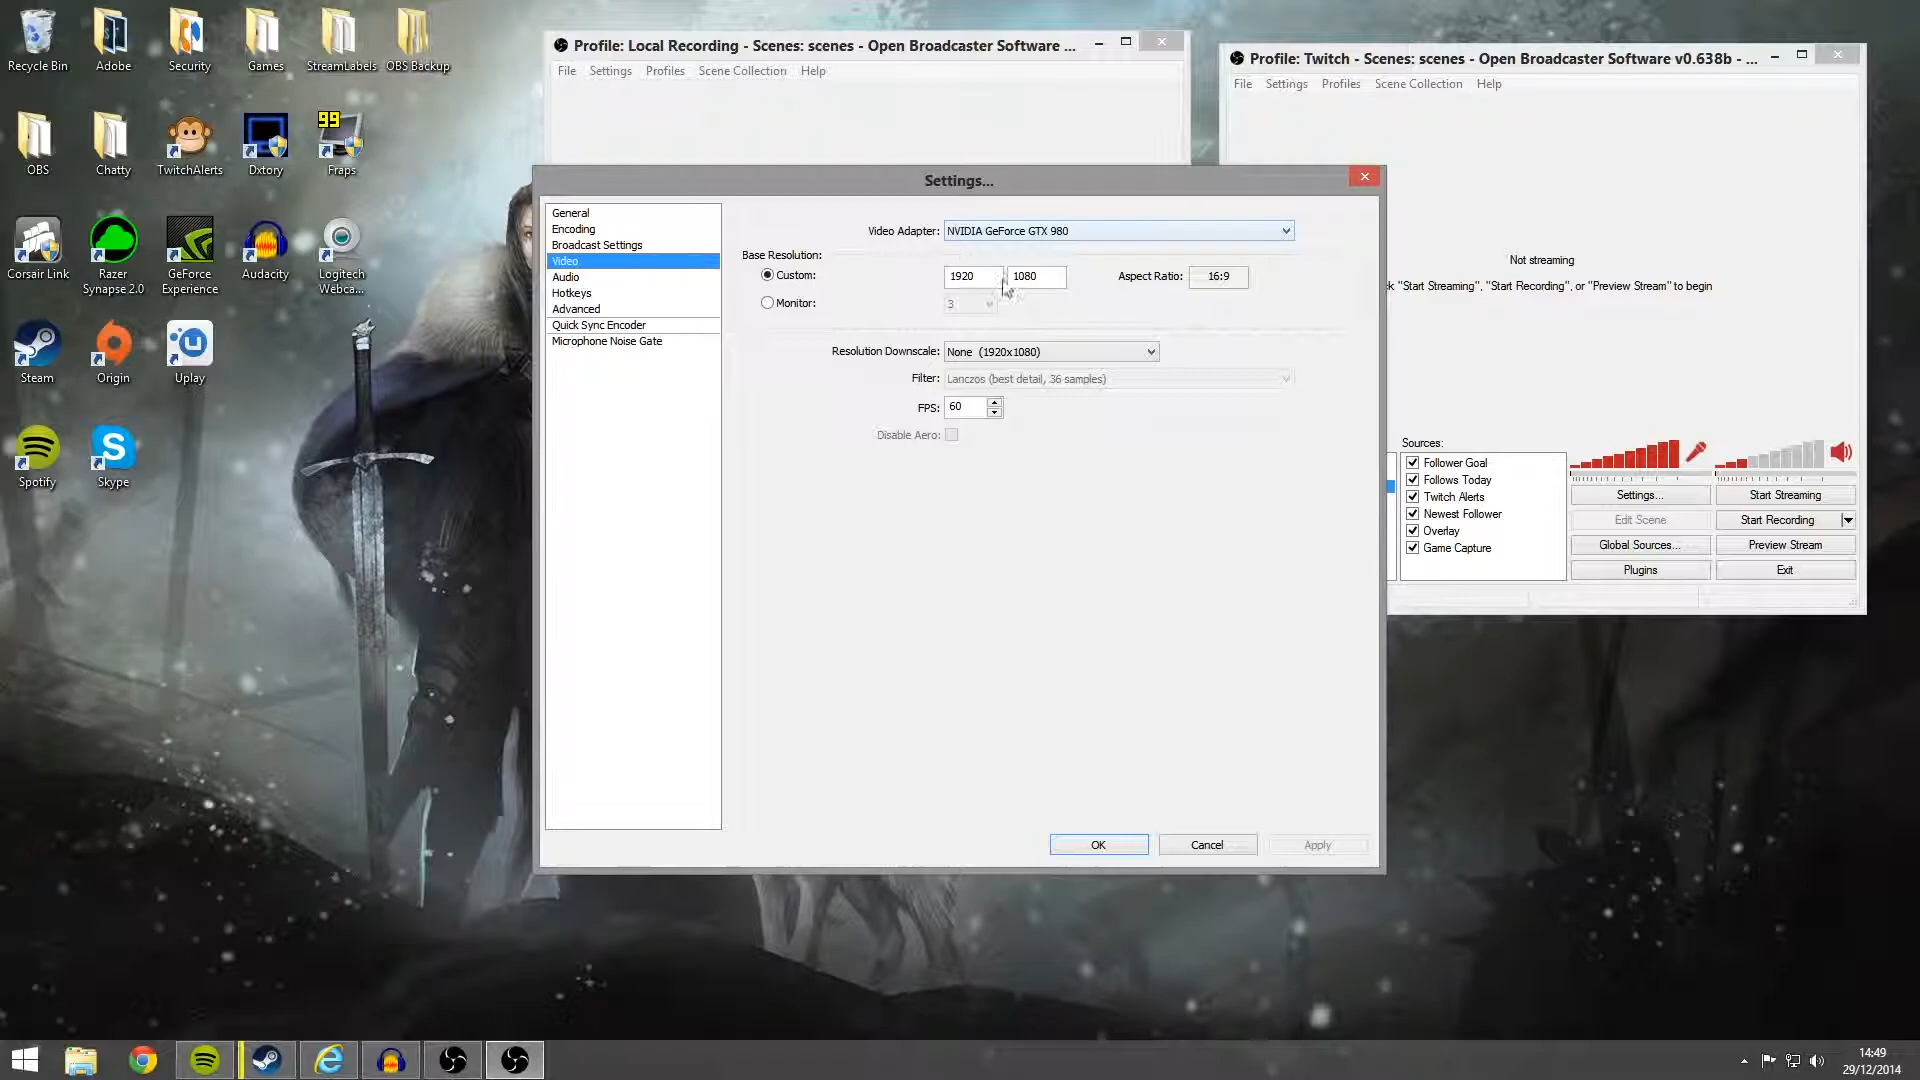 Recycle Bin
Adobe
Security
Games
StreamLabels
OBS Backup
OBS
Chatty
TwitchAlerts
Dxtory
99
Fraps
Corsair Link
Razer
Synapse 2.0
GeForce
Experience
Audacity
Logitech
Webca...
Steam
Origin
Uplay
Spotify
Skype
Profile: Local Recording - Scenes: scenes - Open Broadcaster Software ...
File Settings Profiles Scene Collection Help
Profile: Twitch - Scenes: scenes - Open Broadcaster Software v0.638b - ...
File Settings Profiles Scene Collection Help
Settings...
General
Encoding
Broadcast Settings
Video
Audio
Hotkeys
Advanced
Quick Sync Encoder
Microphone Noise Gate
Video Adapter: NVIDIA GeForce GTX 980
Base Resolution:
Custom: 1920 1080 Aspect Ratio: 16:9
Monitor: 3
Resolution Downscale: None (1920x1080)
Filter: Lanczos (best detail, 36 samples)
FPS: 60
Disable Aero:
OK Cancel Apply
Not streaming
"Start Streaming", "Start Recording", or "Preview Stream" to begin
Sources:
Follower Goal
Follows Today
Twitch Alerts
Newest Follower
Overlay
Game Capture
Settings... Start Streaming
Edit Scene Start Recording
Global Sources... Preview Stream
Plugins Exit
14:49
29/12/2014